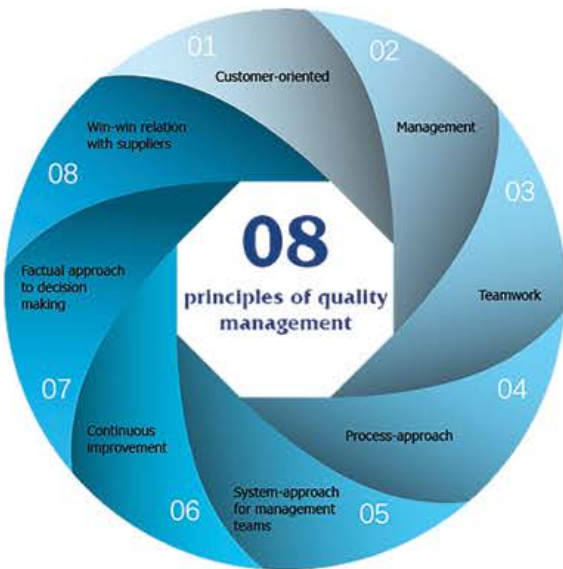 08
principles of quality
management
01
Customer-oriented
02
Management
03
Teamwork
04
Process-approach
05
System-approach
for management
teams
06
Continuous
improvement
07
Factual approach
to decision
making
08
Win-win relation
with suppliers